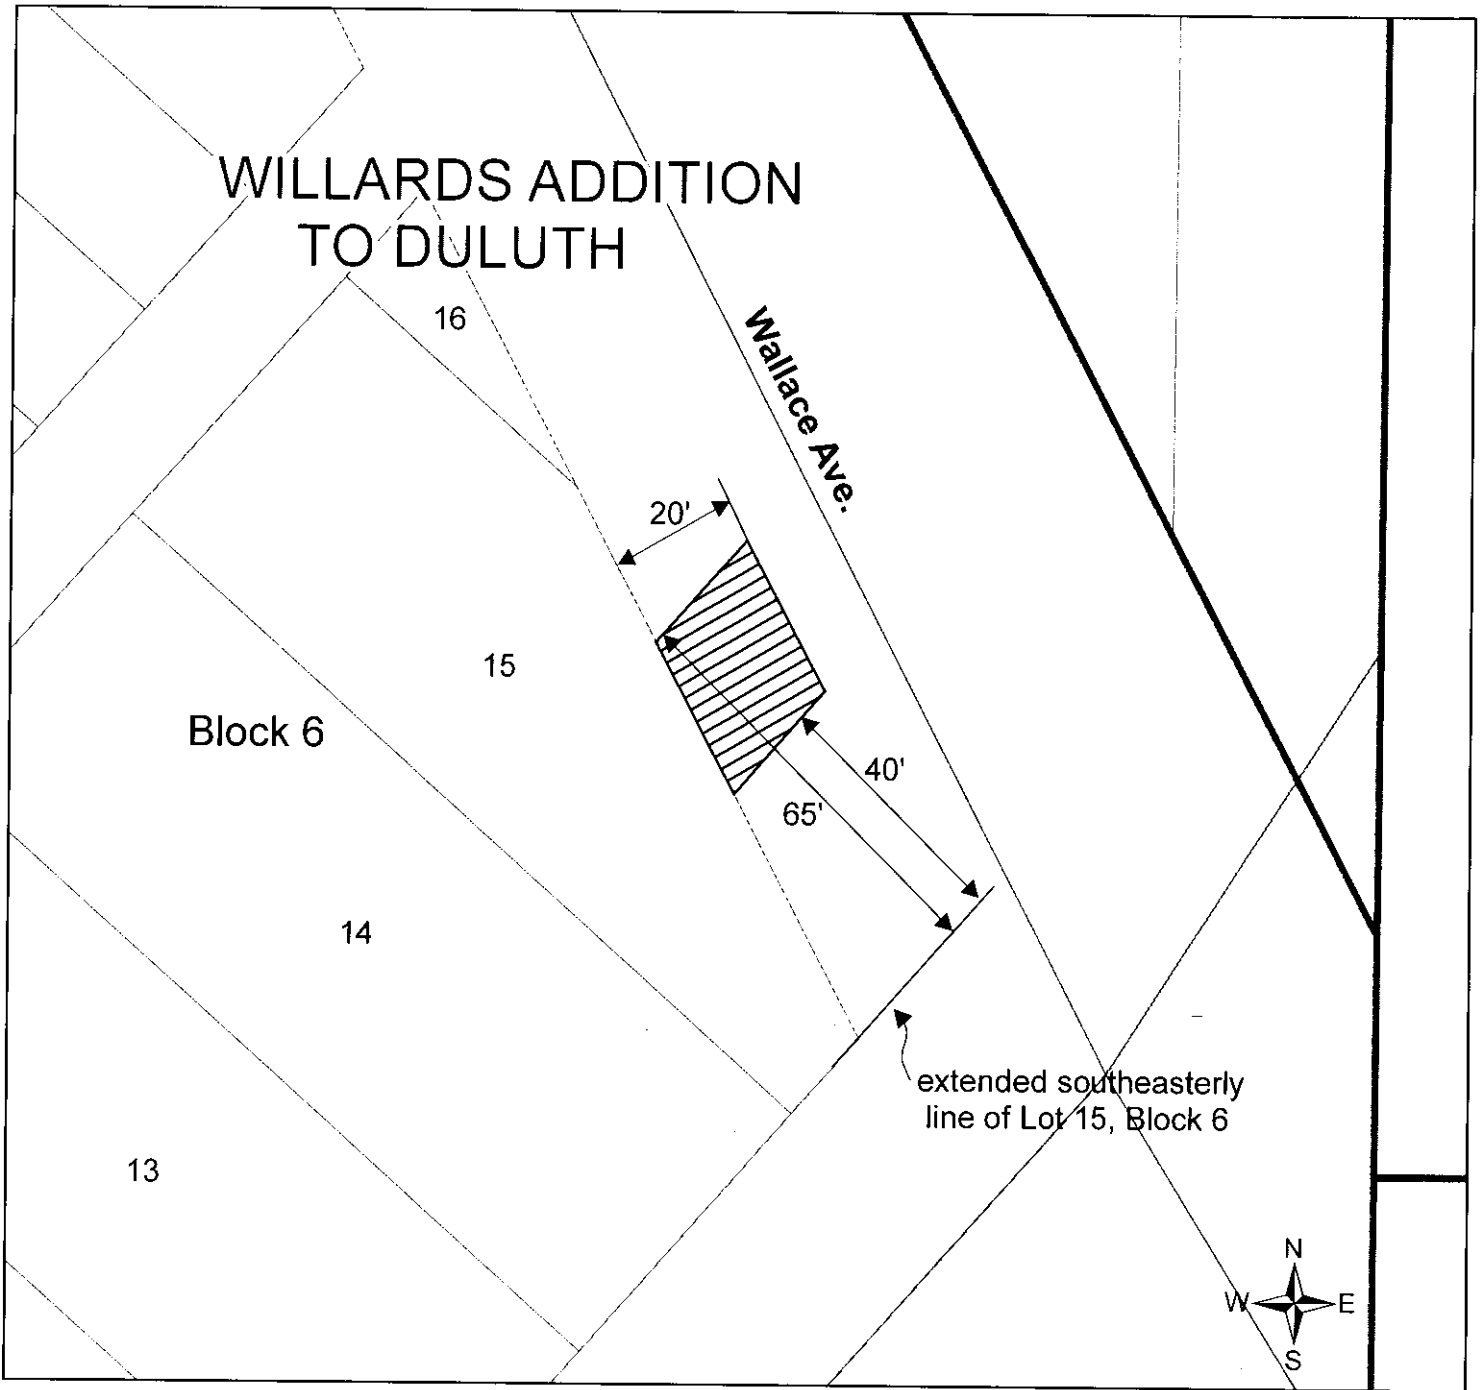 WILLARDS ADDITION
TO DULUTH
16
Wallace Ave.
20'
15
Block 6
40'
65'
14
extended southeasterly
line of Lot 15, Block 6
13
N
W E
S